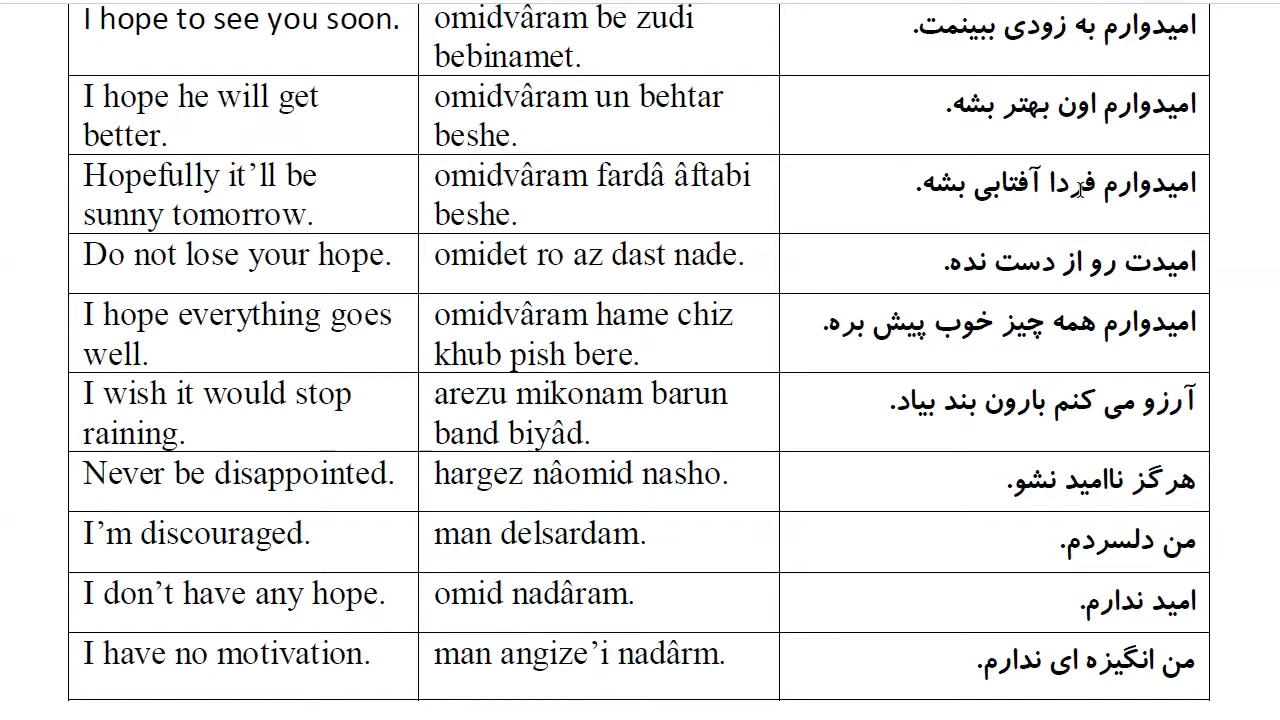 I hope to see you soon.
omidvâram be zudi
bebinamet.
امیدوارم به زودی ببینمت.
I hope he will get
better.
omidvâram un behtar
beshe.
امیدوارم اون بهتر بشه.
Hopefully it’ll be
sunny tomorrow.
omidvâram fardâ âftabi
beshe.
امیدوارم فردا آفتابی بشه.
Do not lose your hope.
omidet ro az dast nade.
امیدت رو از دست نده.
I hope everything goes
well.
omidvâram hame chiz
khub pish bere.
امیدوارم همه چیز خوب پیش بره.
I wish it would stop
raining.
arezu mikonam barun
band biyâd.
آرزو می کنم بارون بند بیاد.
Never be disappointed.
hargez nâomid nasho.
هرگز ناامید نشو.
I’m discouraged.
man delsardam.
من دلسردم.
I don’t have any hope.
omid nadâram.
امید ندارم.
I have no motivation.
man angize’i nadârm.
من انگیزه ای ندارم.